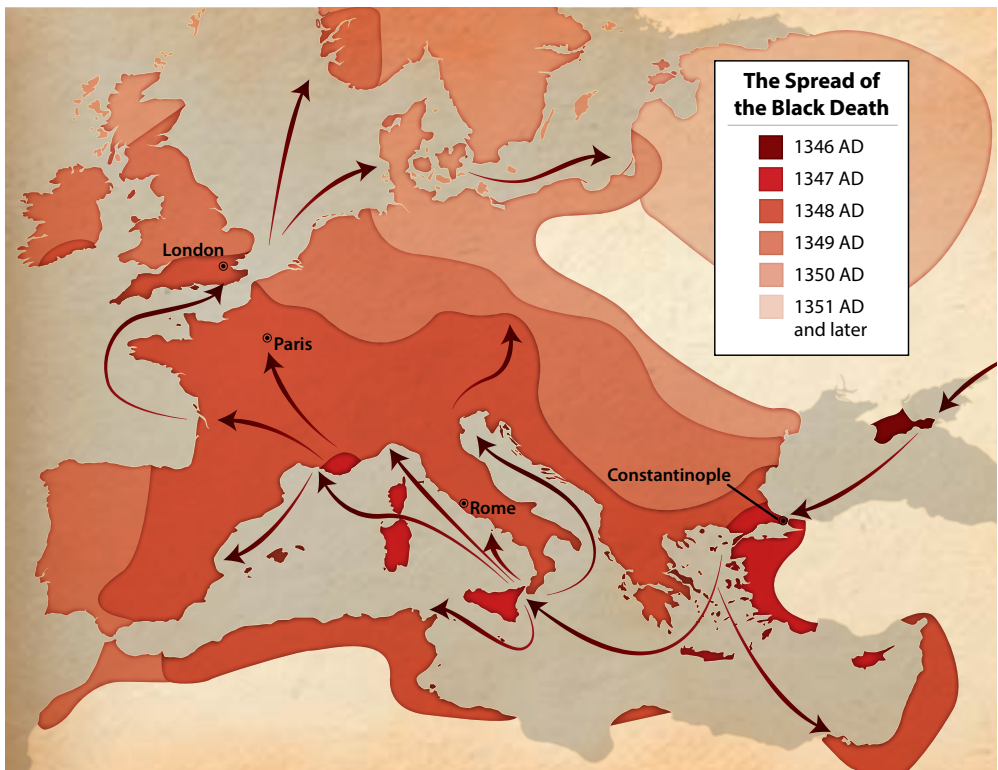 The Spread of
the Black Death
1346 AD
1347 AD
1348 AD
1349 AD
1350 AD
1351 AD
and later
London
Paris
Constantinople
Rome